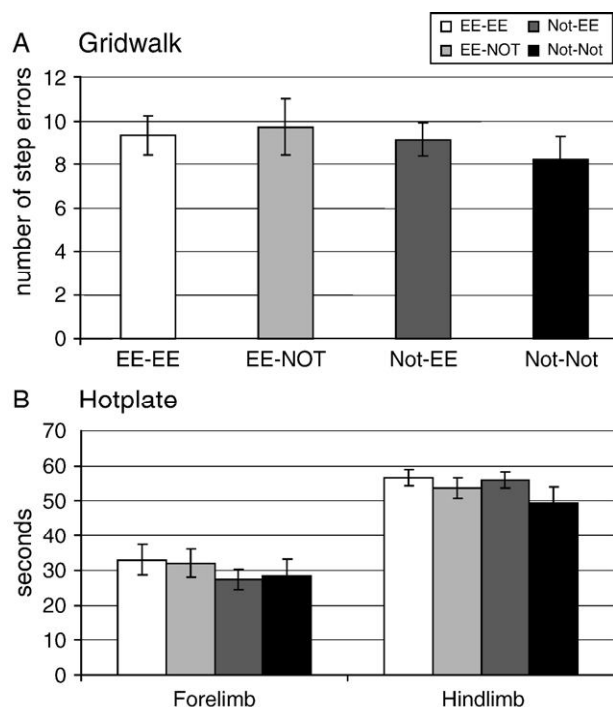 A Gridwalk
EE-EE Not-EE
EE-NOT Not-Not
number of step errors
12
10
8
6
4
2
0
EE-EE EE-NOT Not-EE Not-Not
B Hotplate
seconds
70
60
50
40
30
20
10
0
Forelimb Hindlimb